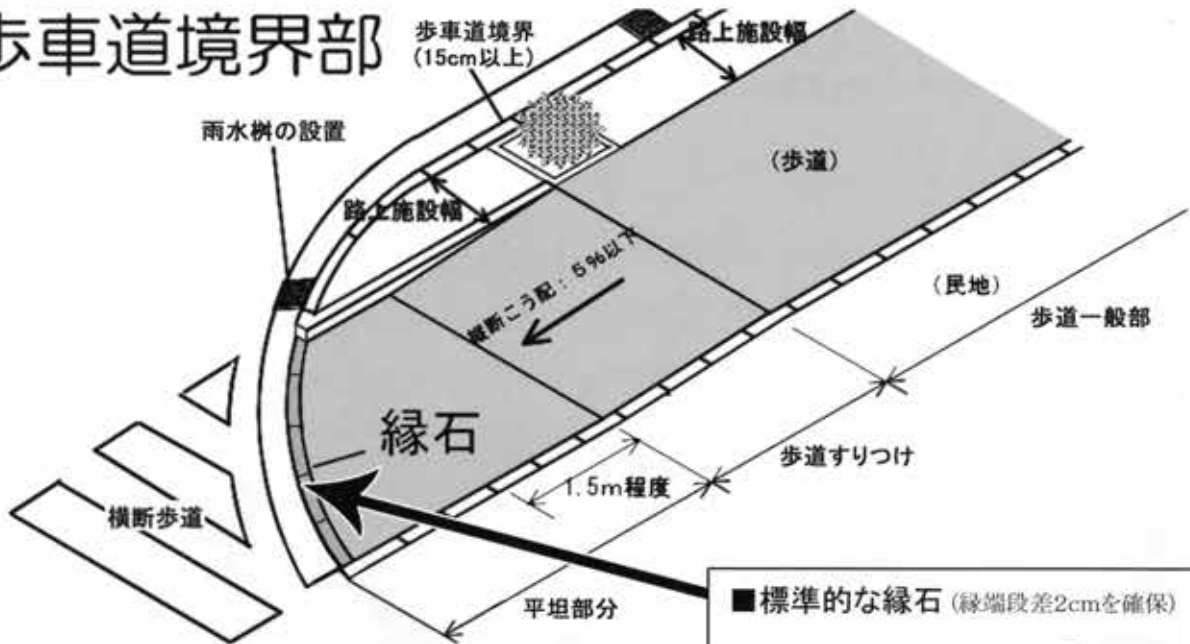 歩車道境界部
歩車道境界
(15cm以上)
路上施設幅
雨水桝の設置
(歩道)
路上施設幅
縦断こう配：5％以下
(民地)
歩道一般部
縁石
歩道すりつけ
1.5m程度
横断歩道
平坦部分
■標準的な縁石 (縁端段差2cmを確保)